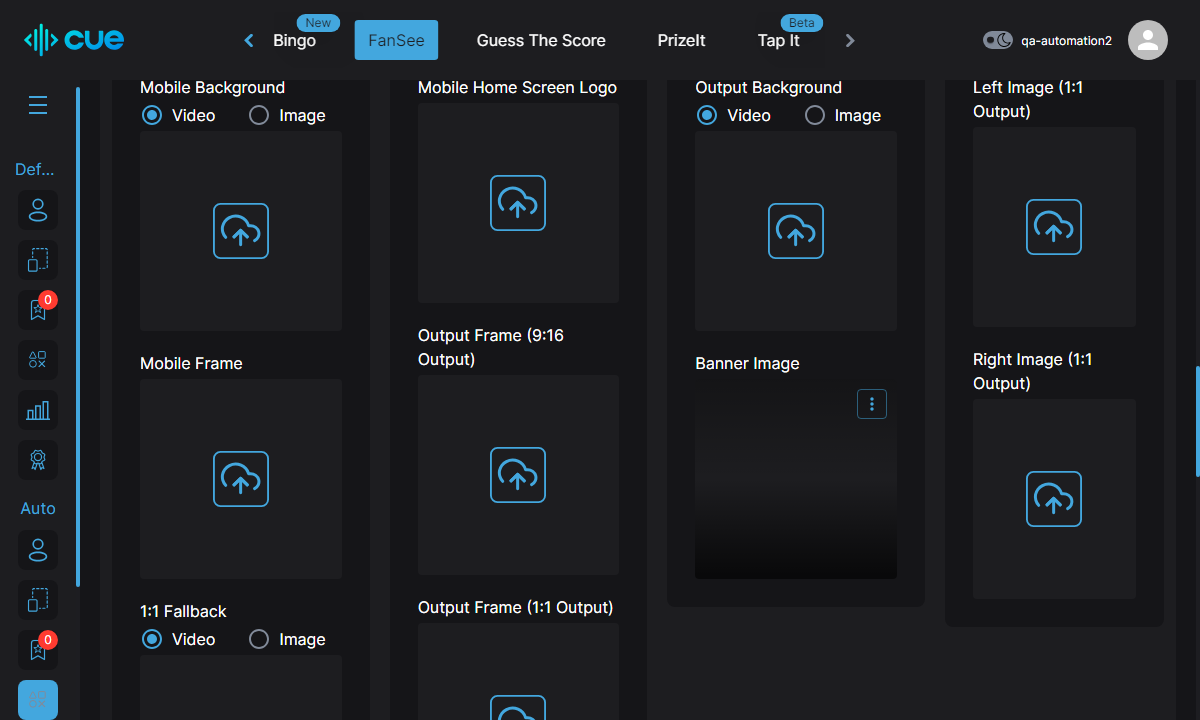 cue
New
Bingo
FanSee
Guess The Score
PrizeIt
Beta
Tap It
qa-automation2
Def...
0
Auto
0
Mobile Background
Video
Image
Mobile Frame
1:1 Fallback
Video
Image
Mobile Home Screen Logo
Output Frame (9:16
Output)
Output Frame (1:1 Output)
Output Background
Video
Image
Banner Image
Left Image (1:1
Output)
Right Image (1:1
Output)